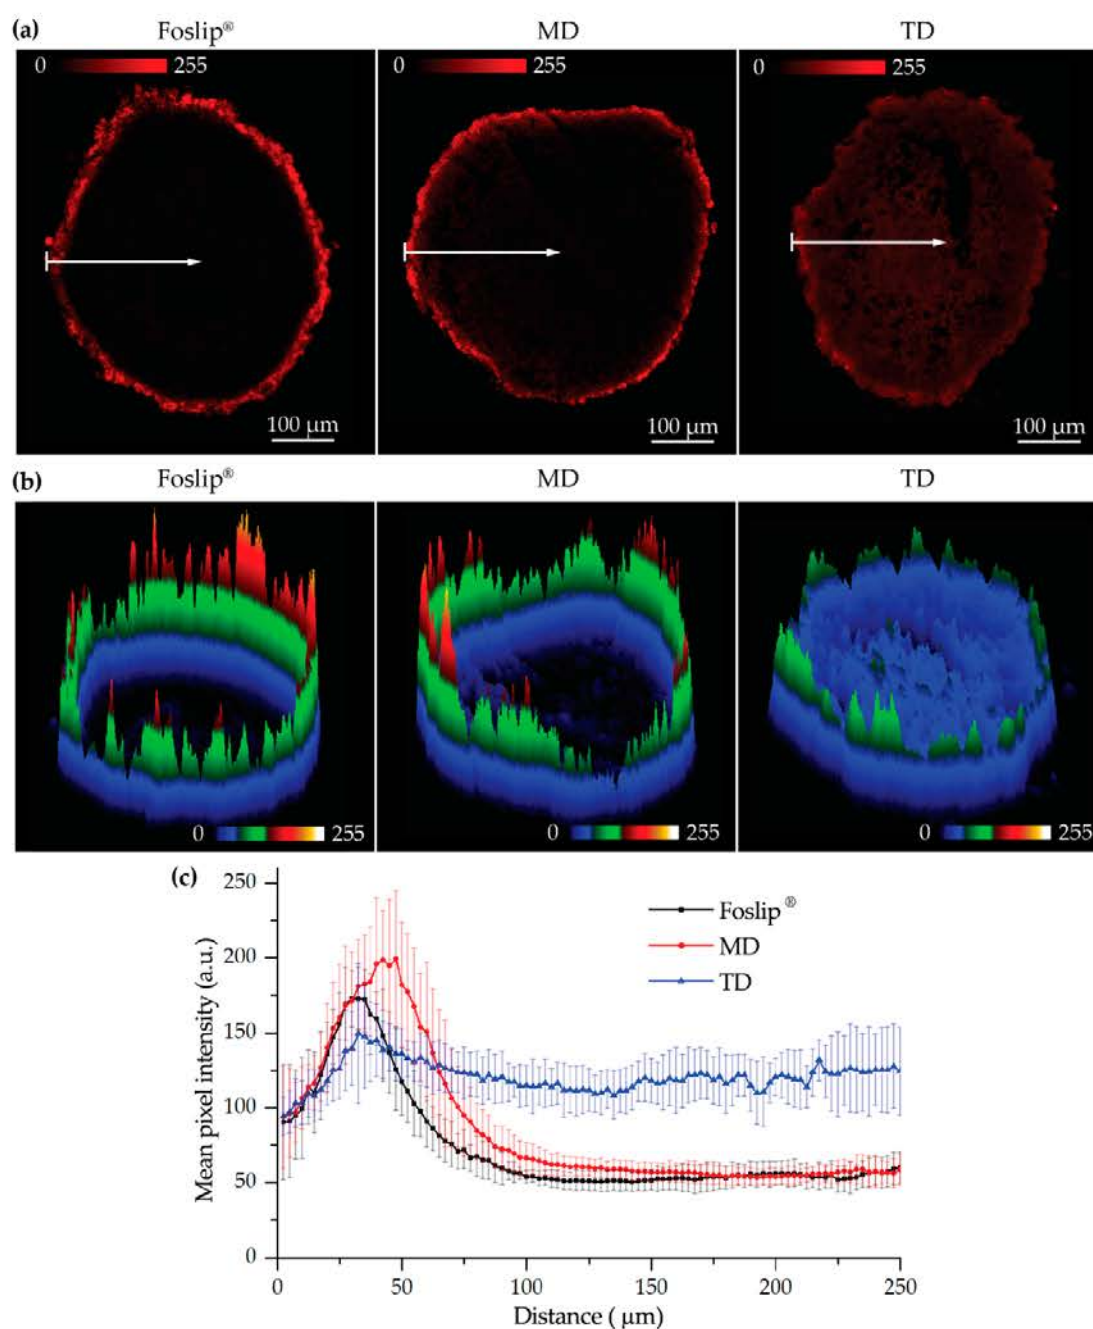 (a) Foslip® MD TD
0 255 0 255 0 255
100 µm 100 µm 100 µm
(b) Foslip® MD TD
0 255 0 255 0 255
(c)
250
200
150
100
50
0
Mean pixel intensity (a.u.)
Foslip®
MD
TD
0 50 100 150 200 250
Distance ( µm)